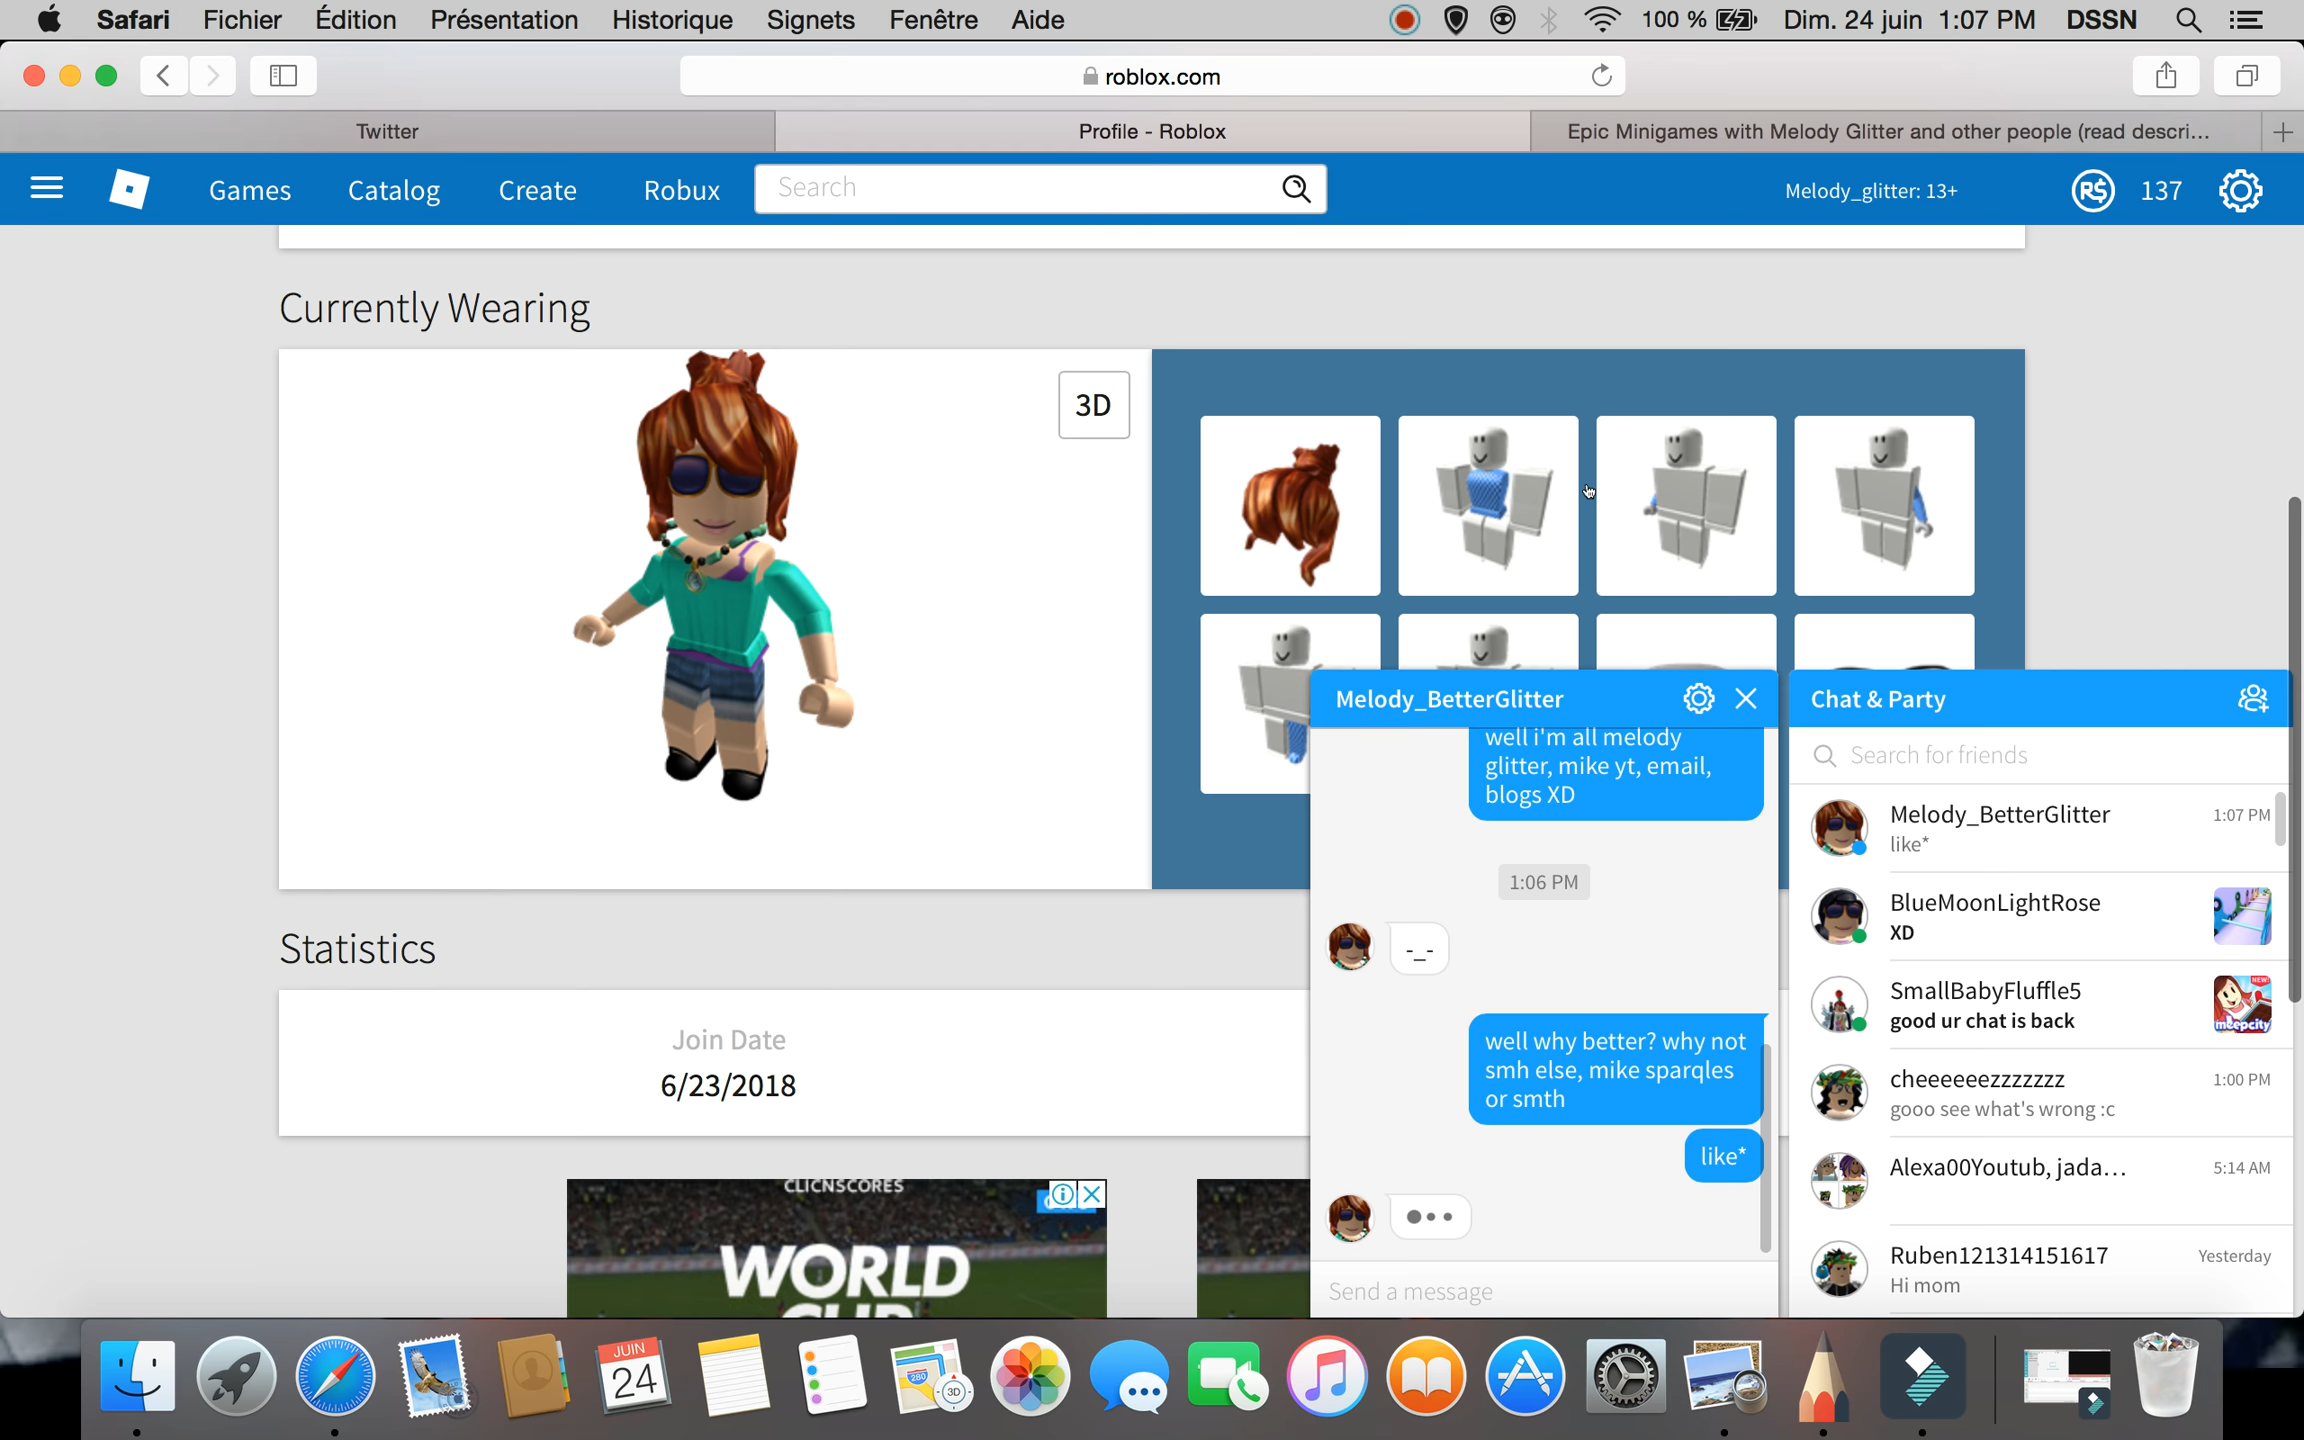 Safari Fichier Édition Présentation Historique Signets Fenêtre Aide 100 % Dim. 24 juin 1:07 PM DSSN
roblox.com
Twitter Profile - Roblox Epic Minigames with Melody Glitter and other people (read descri...
Games Catalog Create Robux Search Melody_glitter: 13+ R$ 137
Currently Wearing
3D
Statistics
Join Date
6/23/2018
CLICNSCORES
WORLD
CUP
Melody_BetterGlitter
well i'm all melody
glitter, mike yt, email,
blogs XD
1:06 PM
-_-
well why better? why not
smh else, mike sparqles
or smth
like*
Send a message
Chat & Party
Search for friends
Melody_BetterGlitter 1:07 PM
like*
BlueMoonLightRose
XD
SmallBabyFluffle5
good ur chat is back
NEW
meepcity
cheeeeeezzzzzzz 1:00 PM
gooo see what's wrong :c
Alexa00Youtub, jada... 5:14 AM
Ruben121314151617 Yesterday
Hi mom
JUIN
24
280
3D